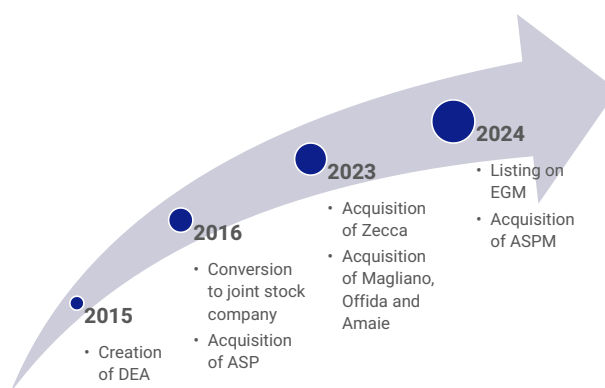 2015
• Creation
of DEA
2016
• Conversion
to joint stock
company
• Acquisition
of ASP
2023
• Acquisition
of Zecca
• Acquisition
of Magliano,
Offida and
Amaie
2024
• Listing on
EGM
• Acquisition
of ASPM